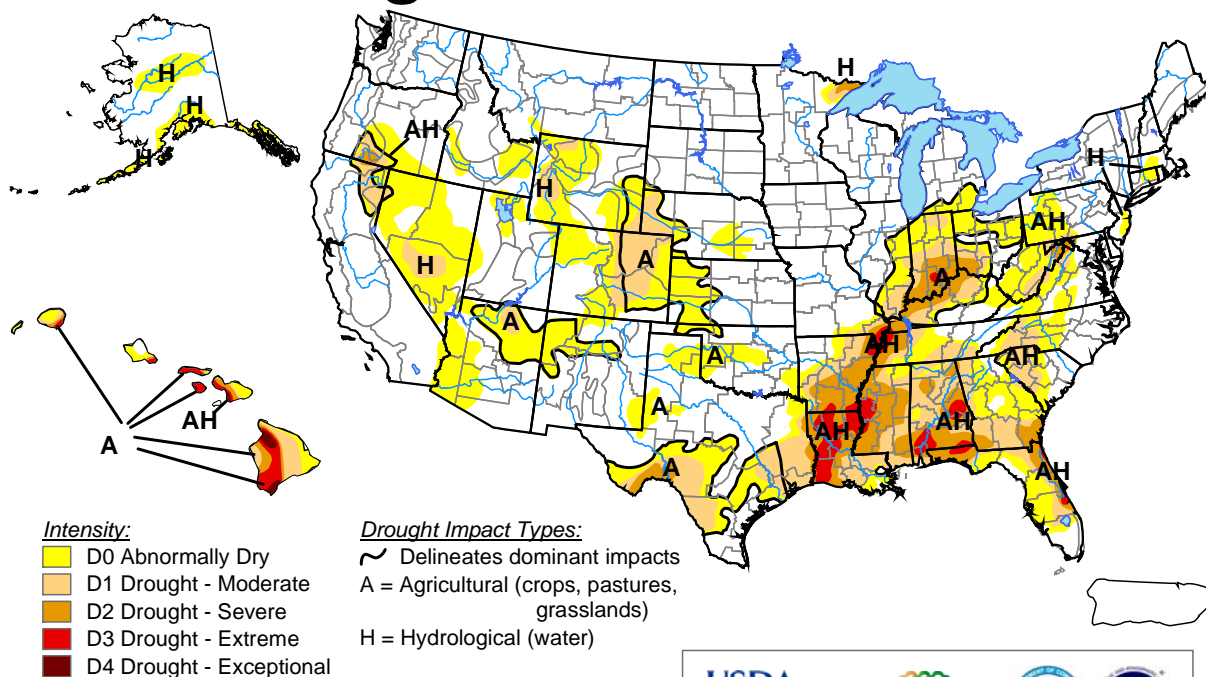 H
H
H
AH
H
H
A
A
H
H
AH
A
AH
AH
A
A
A
AH
AH
AH
A
AH
Intensity:
D0 Abnormally Dry
D1 Drought - Moderate
D2 Drought - Severe
D3 Drought - Extreme
D4 Drought - Exceptional
Drought Impact Types:
Delineates dominant impacts
A = Agricultural (crops, pastures,
grasslands)
H = Hydrological (water)
USDA